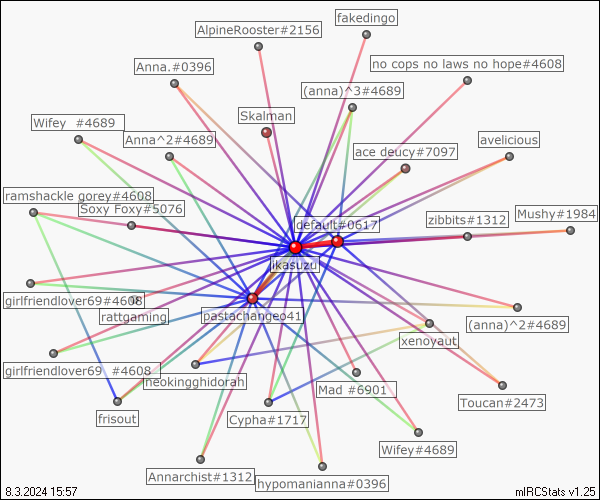 fakedingo
AlpineRooster#2156
no cops no laws no hope#4608
Anna.#0396
(anna)^3#4689
Skalman
Wifey #4689
Anna^2#4689
avelicious
ace deucy#7097
ramshackle gorey#4608
Soxy Foxy#5076
Mushy#1984
zibbits#1312
default#0617
ikasuzu
girlfriendlover69#4608
rattgaming
pastachangeo41
(anna)^2#4689
xenoyaut
girlfriendlover69 #4608
neokingghidorah
Mad #6901
Toucan#2473
frisout
Cypha#1717
Wifey#4689
Annarchist#1312
hypomanianna#0396
8.3.2024 15:57
mIRCStats v1.25